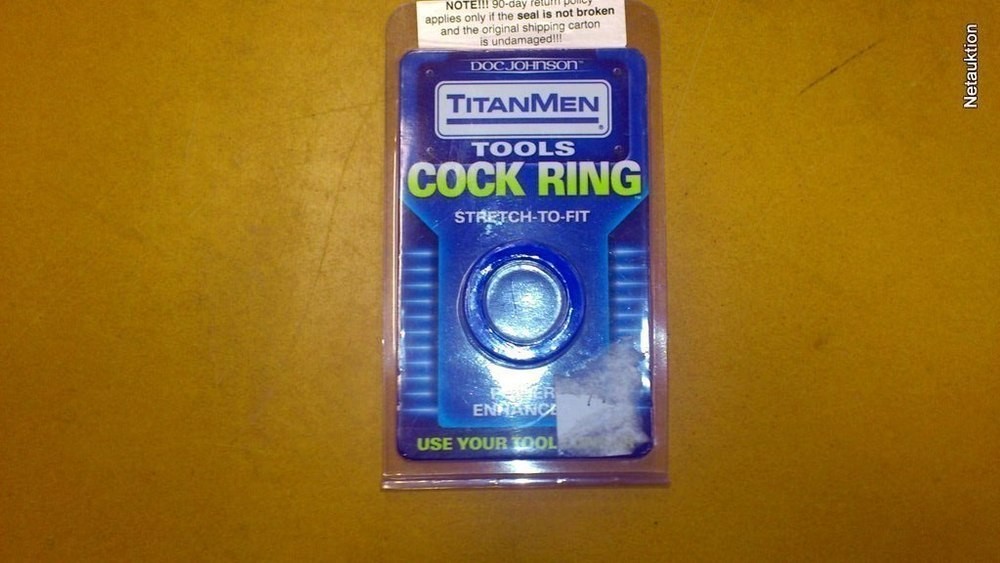 NOTE!!! 90-day return policy
applies only if the seal is not broken
and the original shipping carton
is undamaged!!!
DOC JOHNSON™
TITANMEN®
TOOLS
COCK RING
STRETCH-TO-FIT
USE YOUR TOOL
Netauktion